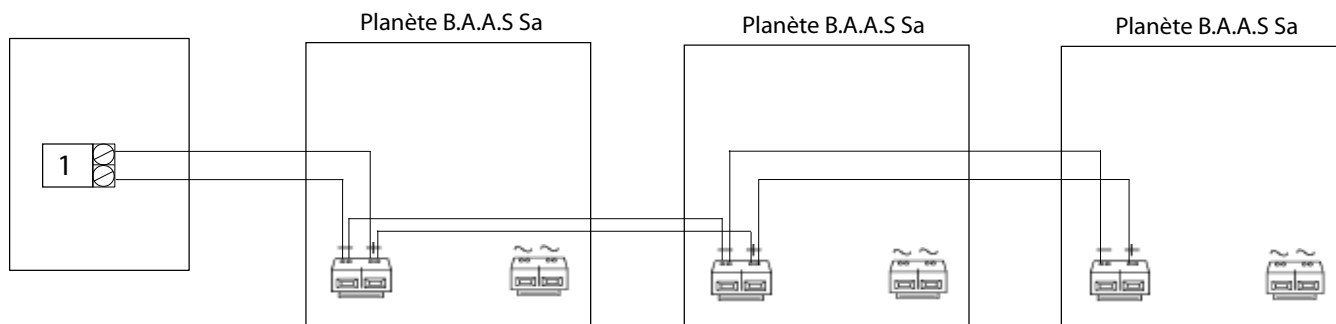 Planète B.A.A.S Sa
Planète B.A.A.S Sa
Planète B.A.A.S Sa
1
− +
~ ~
− +
~ ~
− +
~ ~